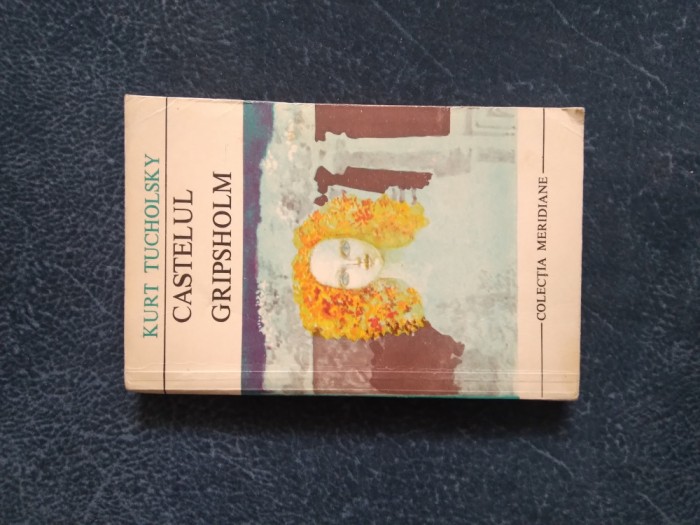 KURT TUCHOLSKY
CASTELUL
GRIPSHOLM
COLECȚIA MERIDIANE